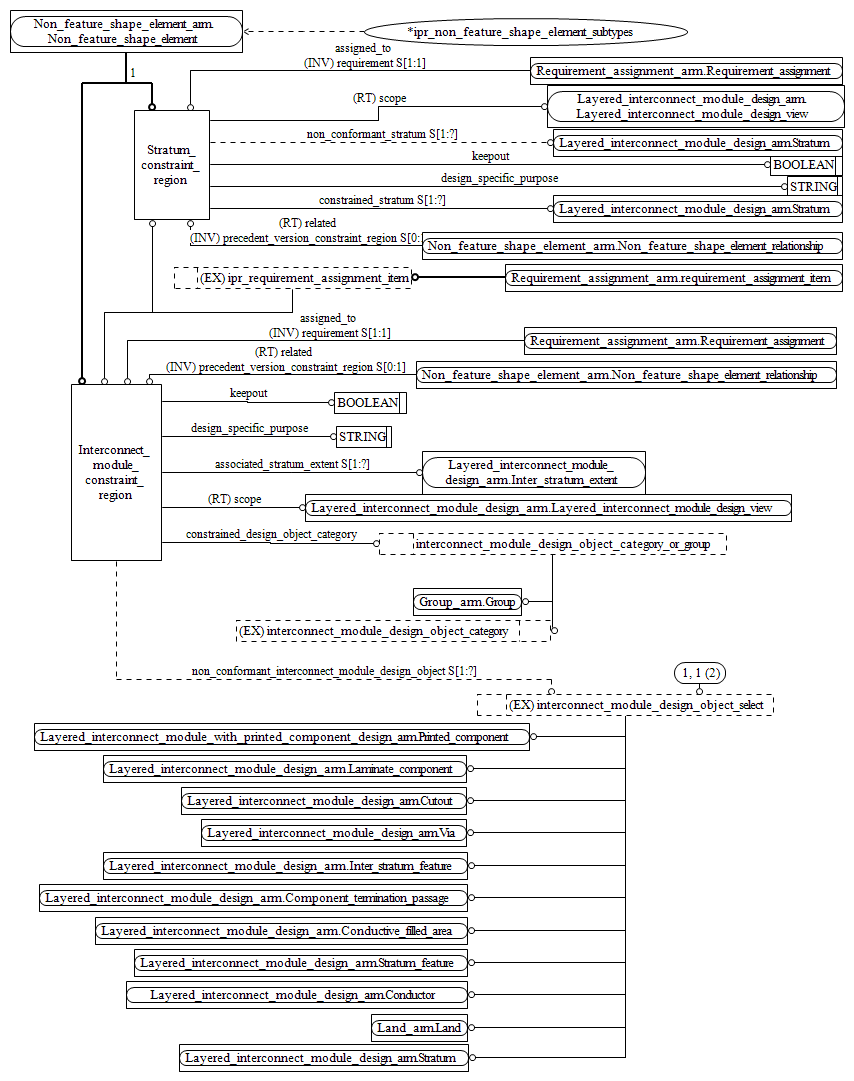 Non_feature_shape_element_arm.
Non_feature_shape_element
*ipr_non_feature_shape_element_subtypes
1
assigned_to
(INV) requirement S[1:1]
Requirement_assignment_arm.Requirement_assignment
(RT) scope
Layered_interconnect_module_design_arm.
Layered_interconnect_module_design_view
Stratum_
constraint_
region
non_conformant_stratum S[1:?]
Layered_interconnect_module_design_arm.Stratum
keepout
BOOLEAN
design_specific_purpose
STRING
constrained_stratum S[1:?]
Layered_interconnect_module_design_arm.Stratum
(RT) related
(INV) precedent_version_constraint_region S[0:
Non_feature_shape_element_arm.Non_feature_shape_element_relationship
(EX) ipr_requirement_assignment_item
Requirement_assignment_arm.requirement_assignment_item
assigned_to
(INV) requirement S[1:1]
Requirement_assignment_arm.Requirement_assignment
(RT) related
(INV) precedent_version_constraint_region S[0:1]
Non_feature_shape_element_arm.Non_feature_shape_element_relationship
keepout
BOOLEAN
design_specific_purpose
STRING
Interconnect_
module_
constraint_
region
associated_stratum_extent S[1:?]
Layered_interconnect_module_
design_arm.Inter_stratum_extent
(RT) scope
Layered_interconnect_module_design_arm.Layered_interconnect_module_design_view
constrained_design_object_category
interconnect_module_design_object_category_or_group
Group_arm.Group
(EX) interconnect_module_design_object_category
non_conformant_interconnect_module_design_object S[1:?]
1, 1 (2)
(EX) interconnect_module_design_object_select
Layered_interconnect_module_with_printed_component_design_arm.Printed_component
Layered_interconnect_module_design_arm.Laminate_component
Layered_interconnect_module_design_arm.Cutout
Layered_interconnect_module_design_arm.Via
Layered_interconnect_module_design_arm.Inter_stratum_feature
Layered_interconnect_module_design_arm.Component_termination_passage
Layered_interconnect_module_design_arm.Conductive_filled_area
Layered_interconnect_module_design_arm.Stratum_feature
Layered_interconnect_module_design_arm.Conductor
Land_arm.Land
Layered_interconnect_module_design_arm.Stratum